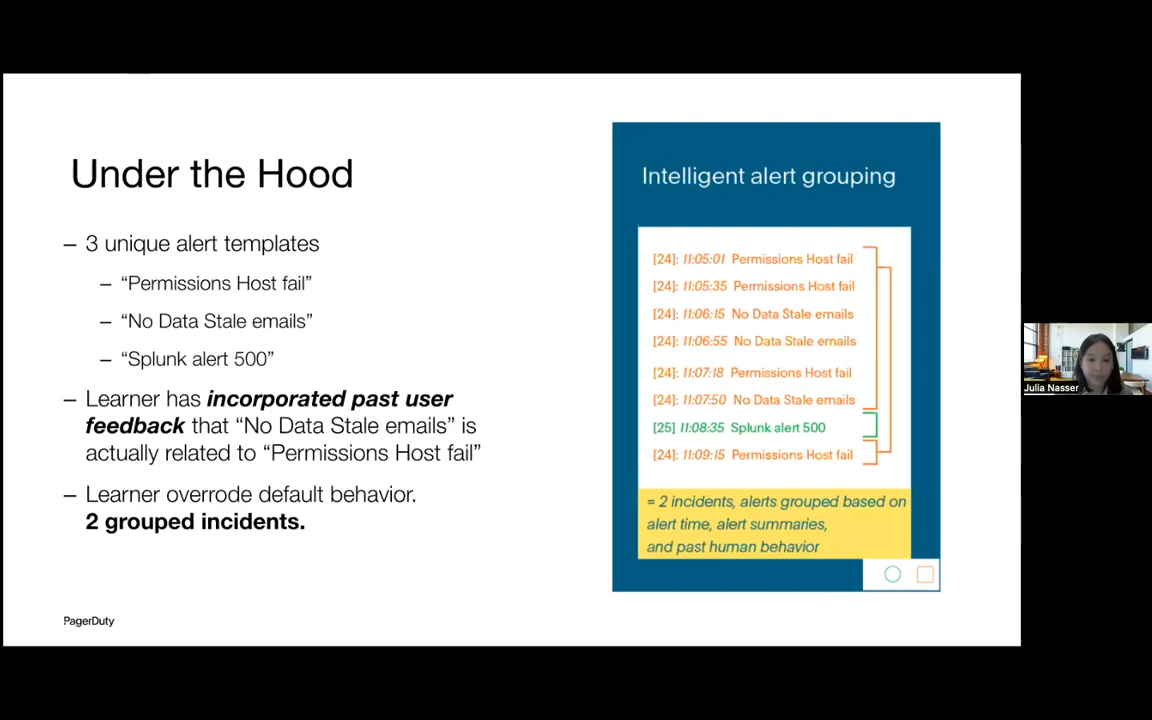 Under the Hood
– 3 unique alert templates
– “Permissions Host fail”
– “No Data Stale emails”
– “Splunk alert 500”
– Learner has incorporated past user
feedback that “No Data Stale emails” is
actually related to “Permissions Host fail”
– Learner overrode default behavior.
2 grouped incidents.
PagerDuty
Intelligent alert grouping
[24]: 11:05:01 Permissions Host fail
[24]: 11:05:35 Permissions Host fail
[24]: 11:06:15 No Data Stale emails
[24]: 11:06:55 No Data Stale emails
[24]: 11:07:18 Permissions Host fail
[24]: 11:07:50 No Data Stale emails
[25] 11:08:35 Splunk alert 500
[24]: 11:09:15 Permissions Host fail
= 2 incidents, alerts grouped based on
alert time, alert summaries,
and past human behavior
Julia Nasser